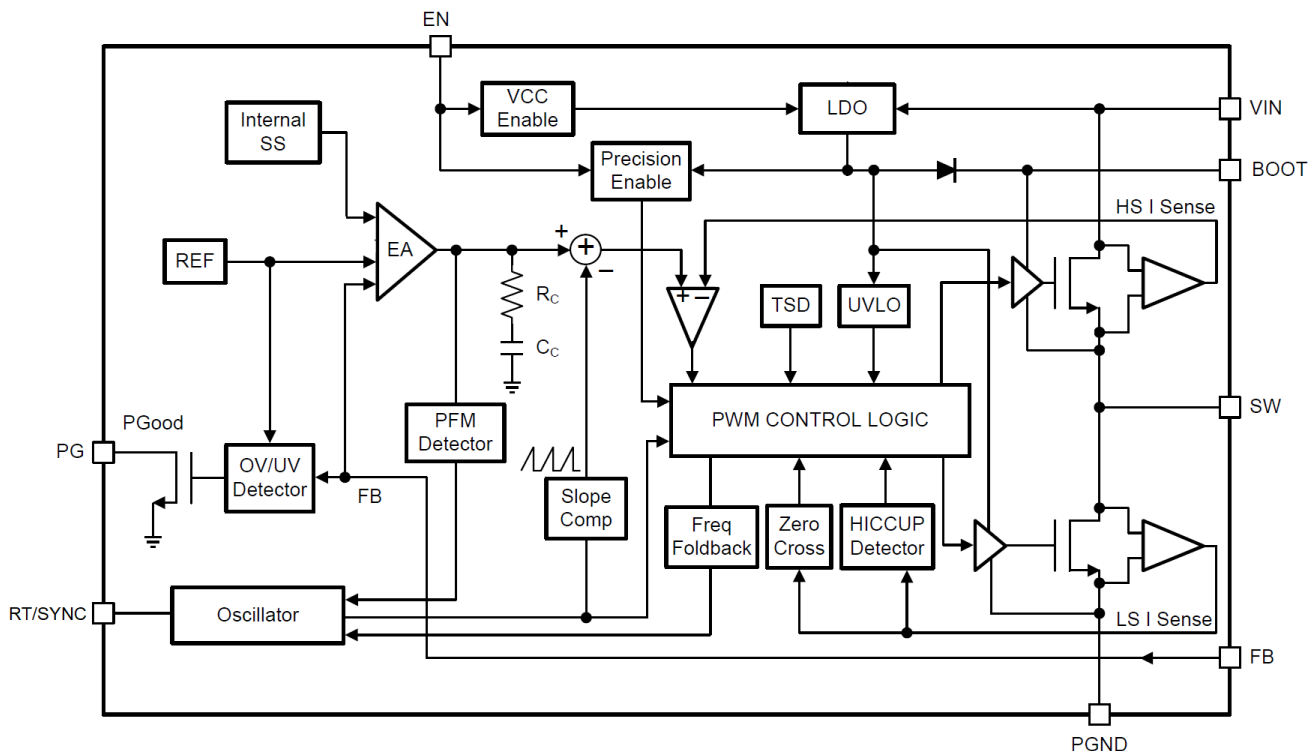 EN
VCC
Enable
LDO
VIN
Internal
SS
Precision
Enable
BOOT
HS I Sense
+
EA
+
−
REF
+ −
RC
TSD
UVLO
CC
SW
PWM CONTROL LOGIC
PGood
PFM
Detector
PG
OV/UV
Detector
FB
Slope
Comp
Freq
Foldback
Zero
Cross
HICCUP
Detector
RT/SYNC
Oscillator
LS I Sense
FB
PGND